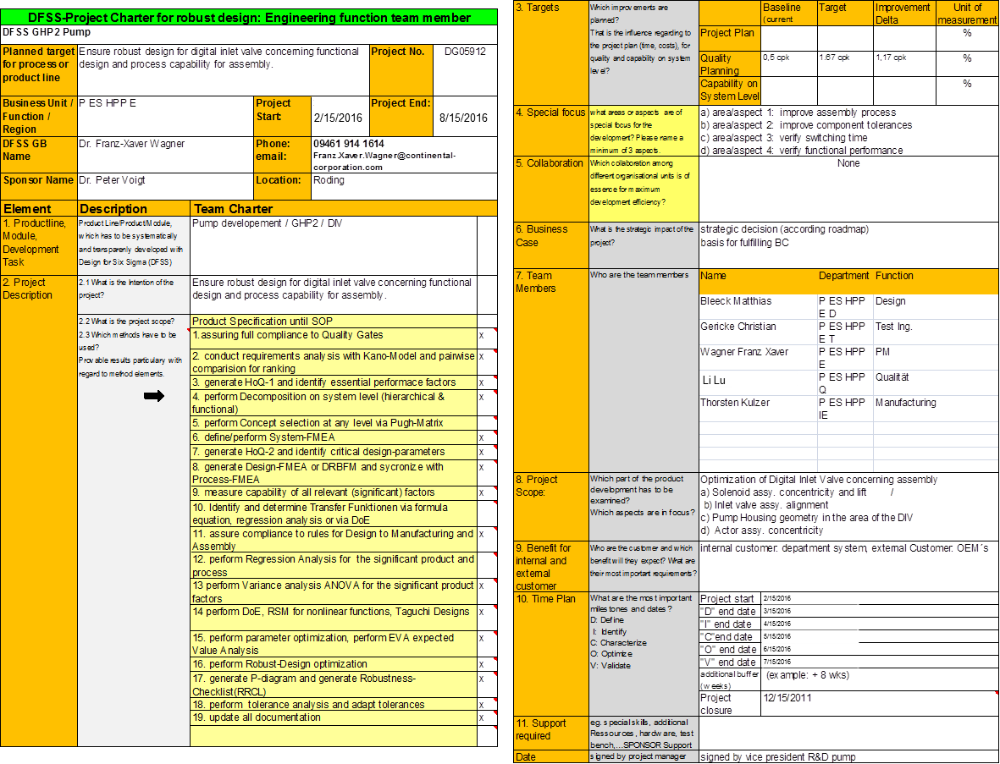 DFSS-Project Charter for robust design: Engineering function team member
DFSS GHP2 Pump
Planned target
for process or
product line
Ensure robust design for digital inlet valve concerning functional
design and process capability for assembly.
Project No.
DG05912
Business Unit /
Function /
Region
P ES HPP E
Project
Start:
2/15/2016
Project End:
8/15/2016
DFSS GB
Name
Dr. Franz-Xaver Wagner
Phone:
email:
09461 914 1614
Franz.Xaver.Wagner@continental-
corporation.com
Sponsor Name
Dr. Peter Voigt
Location:
Roding
Element
Description
Team Charter
1. Productline,
Module,
Development
Task
Product Line/Product/Module,
which has to be systematically
and transparenly developed with
Design for Six Sigma (DFSS)
Pump developement / GHP2 / DIV
2. Project
Description
2.1 What is the Intention of the
project?
Ensure robust design for digital inlet valve concerning functional
design and process capability for assembly.
2.2 What is the project scope?
2.3 Which methods have to be
used?
Provable results particulary with
regard to method elements.
Product Specification until SOP
1.assuring full compliance to Quality Gates x
2. conduct requirements analysis with Kano-Model and pairwise x
comparision for ranking
3. generate HoQ-1 and identify essential performace factors x
4. perform Decomposition on system level (hierarchical & x
functional)
5. perform Concept selection at any level via Pugh-Matrix
6. define/perform System-FMEA x
7. generate HoQ-2 and identify critical design-parameters x
8. generate Design-FMEA or DRBFM and sycronize with x
Process-FMEA
9. measure capability of all relevant (significant) factors x
10. Identify and determine Transfer Funktionen via formula
equation, regression analysis or via DoE
11. assure compliance to rules for Design to Manufacturing and x
Assembly
12. perform Regression Analysis for the significant product and
process
13 perform Variance analysis ANOVA for the significant product x
factors
14 perform DoE, RSM for nonlinear functions, Taguchi Designs x
15. perform parameter optimization, perform EVA expected x
Value Analysis
16. perform Robust-Design optimization x
17. generate P-diagram and generate Robustness- x
Checklist(RRCL)
18. perform tolerance analysis and adapt tolerances x
19. update all documentation x
3. Targets
Which improvements are
planned?
That is the influence regarding to
the project plan (time, costs), for
quality and capability on system
level?
Baseline
(current
Target
Improvement
Delta
Unit of
measurement
Project Plan
%
Quality
Planning
0,5 cpk
1.67 cpk
1,17 cpk
%
Capability on
System Level
%
4. Special focus
what areas or aspects are of
special focus for the
development? Please name a
minimum of 3 aspects.
a) area/aspect 1: improve assembly process
b) area/aspect 2: improve component tolerances
c) area/aspect 3: verify switching time
d) area/aspect 4: verify functional performance
5. Collaboration
Which collaboration among
different organisational units is of
essence for maximum
development efficiency?
None
6. Business
Case
What is the strategic impact of the
project?
strategic decision (according roadmap)
basis for fulfilling BC
7. Team
Members
Who are the team members
Name
Department
Function
Bleeck Matthias
P ES HPP
E D
Design
Gericke Christian
P ES HPP
E T
Test Ing.
Wagner Franz Xaver
P ES HPP
E
PM
Li Lu
P ES HPP
Q
Qualität
Thorsten Kulzer
P ES HPP
IE
Manufacturing
8. Project
Scope:
Which part of the product
development has to be
examined?
Which aspects are in focus?
Optimization of Digital Inlet Valve concerning assembly
a) Solenoid assy. concentricity and lift /
b) Inlet valve assy. alignment
c) Pump Housing geometry in the area of the DIV
d) Actor assy. concentricity
9. Benefit for
internal and
external
customer
Who are the customer and which
benefit will they expect? What are
their most important requirements?
internal customer: department system, external Customer: OEM´s
10. Time Plan
What are the most important
milestones and dates ?
D: Define
I: Identify
C: Characterize
O: Optimize
V: Validate
Project start 2/15/2016
"D" end date 3/15/2016
"I" end date 4/15/2016
"C"end date 5/15/2016
"O" end date 6/15/2016
"V" end date 7/15/2016
additional buffer
(weeks)
(example: + 8 wks)
Project
closure
12/15/2011
11. Support
required
eg. special skills, additional
Ressources, hardware, test
bench,...SPONSOR Support
Date
signed by project manager
signed by vice president R&D pump